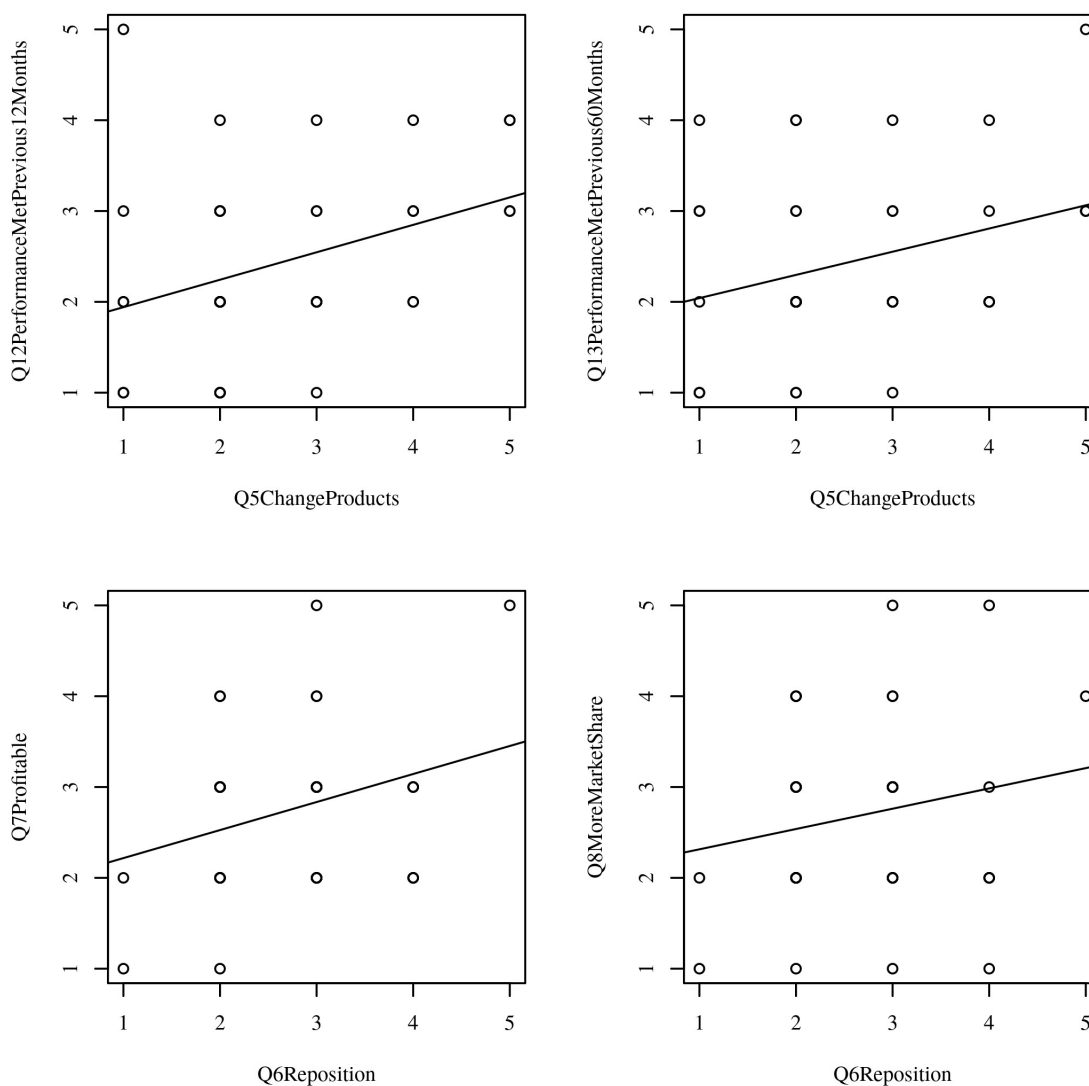 Q12PerformanceMetPrevious12Months
5
4
3
2
1
1 2 3 4 5
Q5ChangeProducts
Q13PerformanceMetPrevious60Months
5
4
3
2
1
1 2 3 4 5
Q5ChangeProducts
Q7Profitable
5
4
3
2
1
1 2 3 4 5
Q6Reposition
Q8MoreMarketShare
5
4
3
2
1
1 2 3 4 5
Q6Reposition